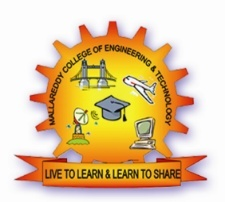 MALLAREDDY COLLEGE OF ENGINEERING & TECHNOLOGY
LIVE TO LEARN & LEARN TO SHARE